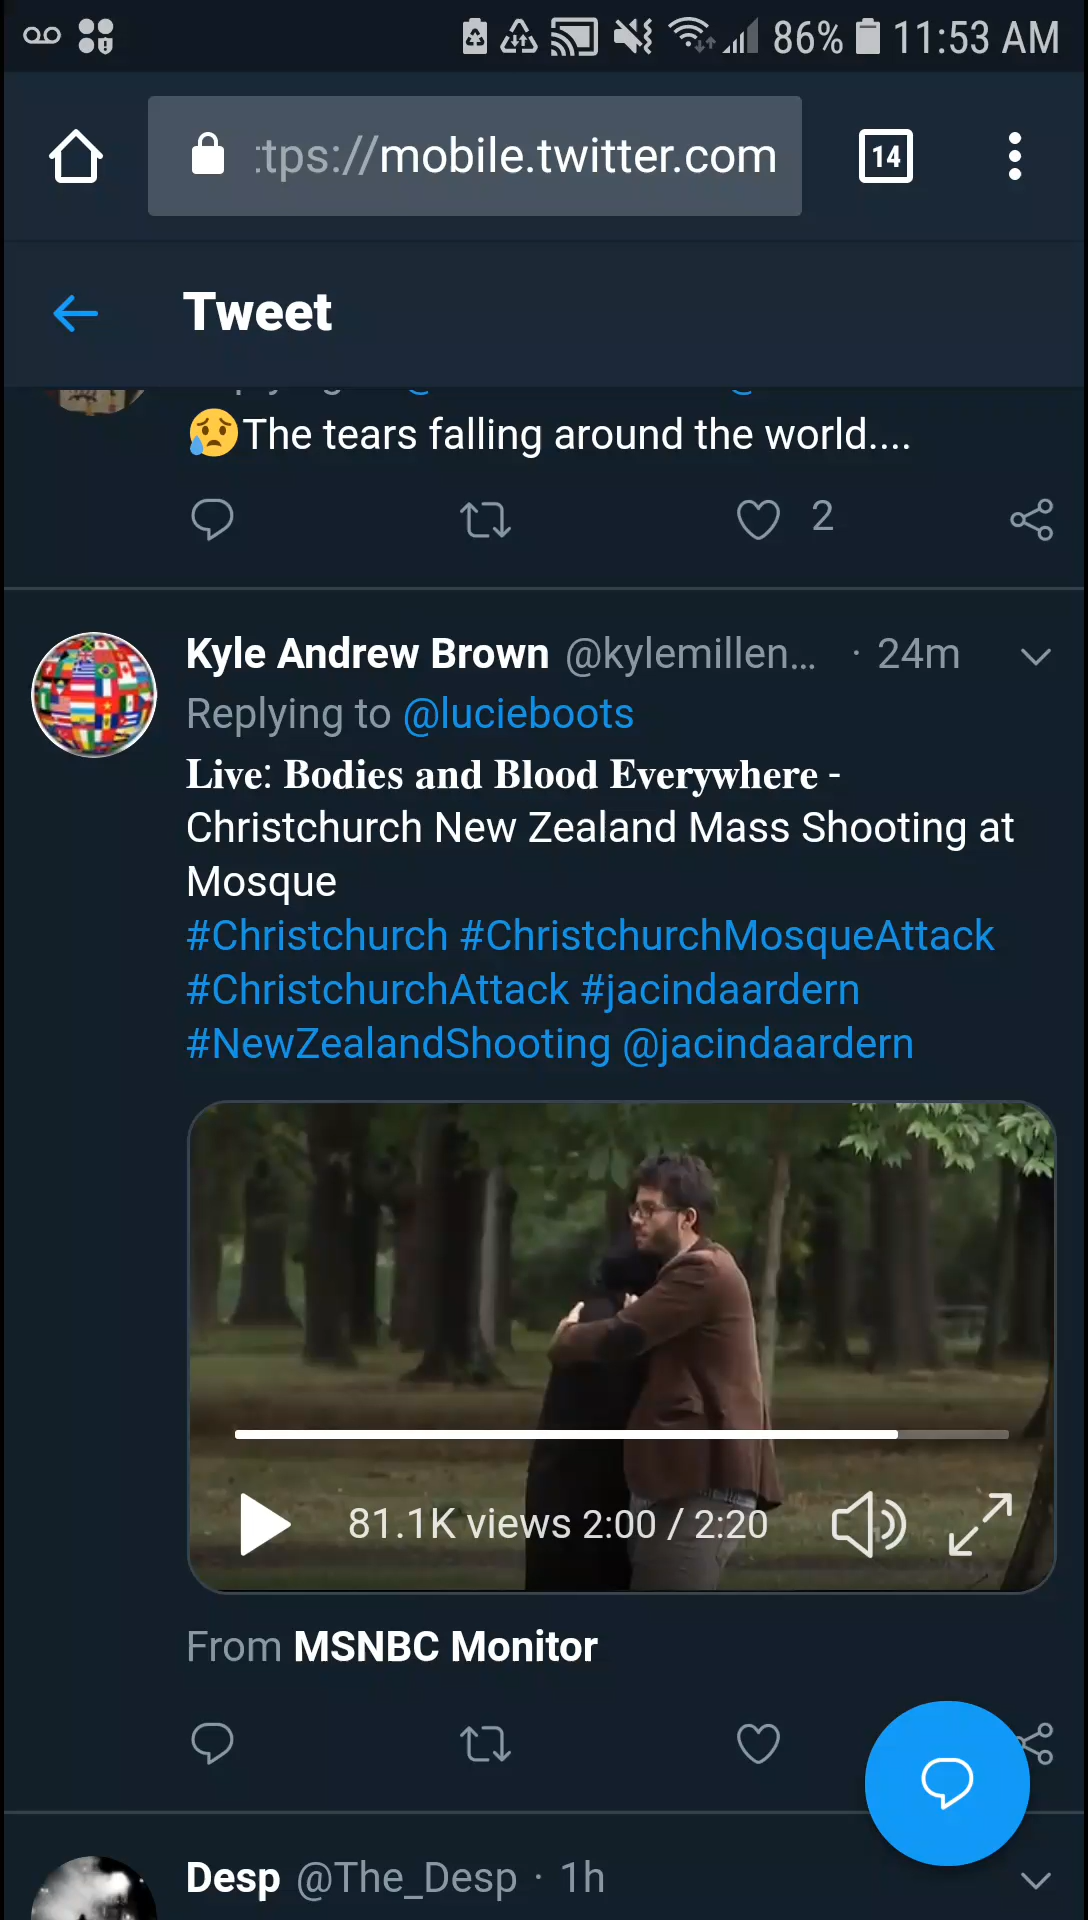 86% 11:53 AM
tps://mobile.twitter.com
14
Tweet
The tears falling around the world....
2
Kyle Andrew Brown @kylemillen... · 24m
Replying to @lucieboots
Live: Bodies and Blood Everywhere -
Christchurch New Zealand Mass Shooting at
Mosque
#Christchurch #ChristchurchMosqueAttack
#ChristchurchAttack #jacindaardern
#NewZealandShooting @jacindaardern
81.1K views 2:00 / 2:20
From MSNBC Monitor
Desp @The_Desp · 1h